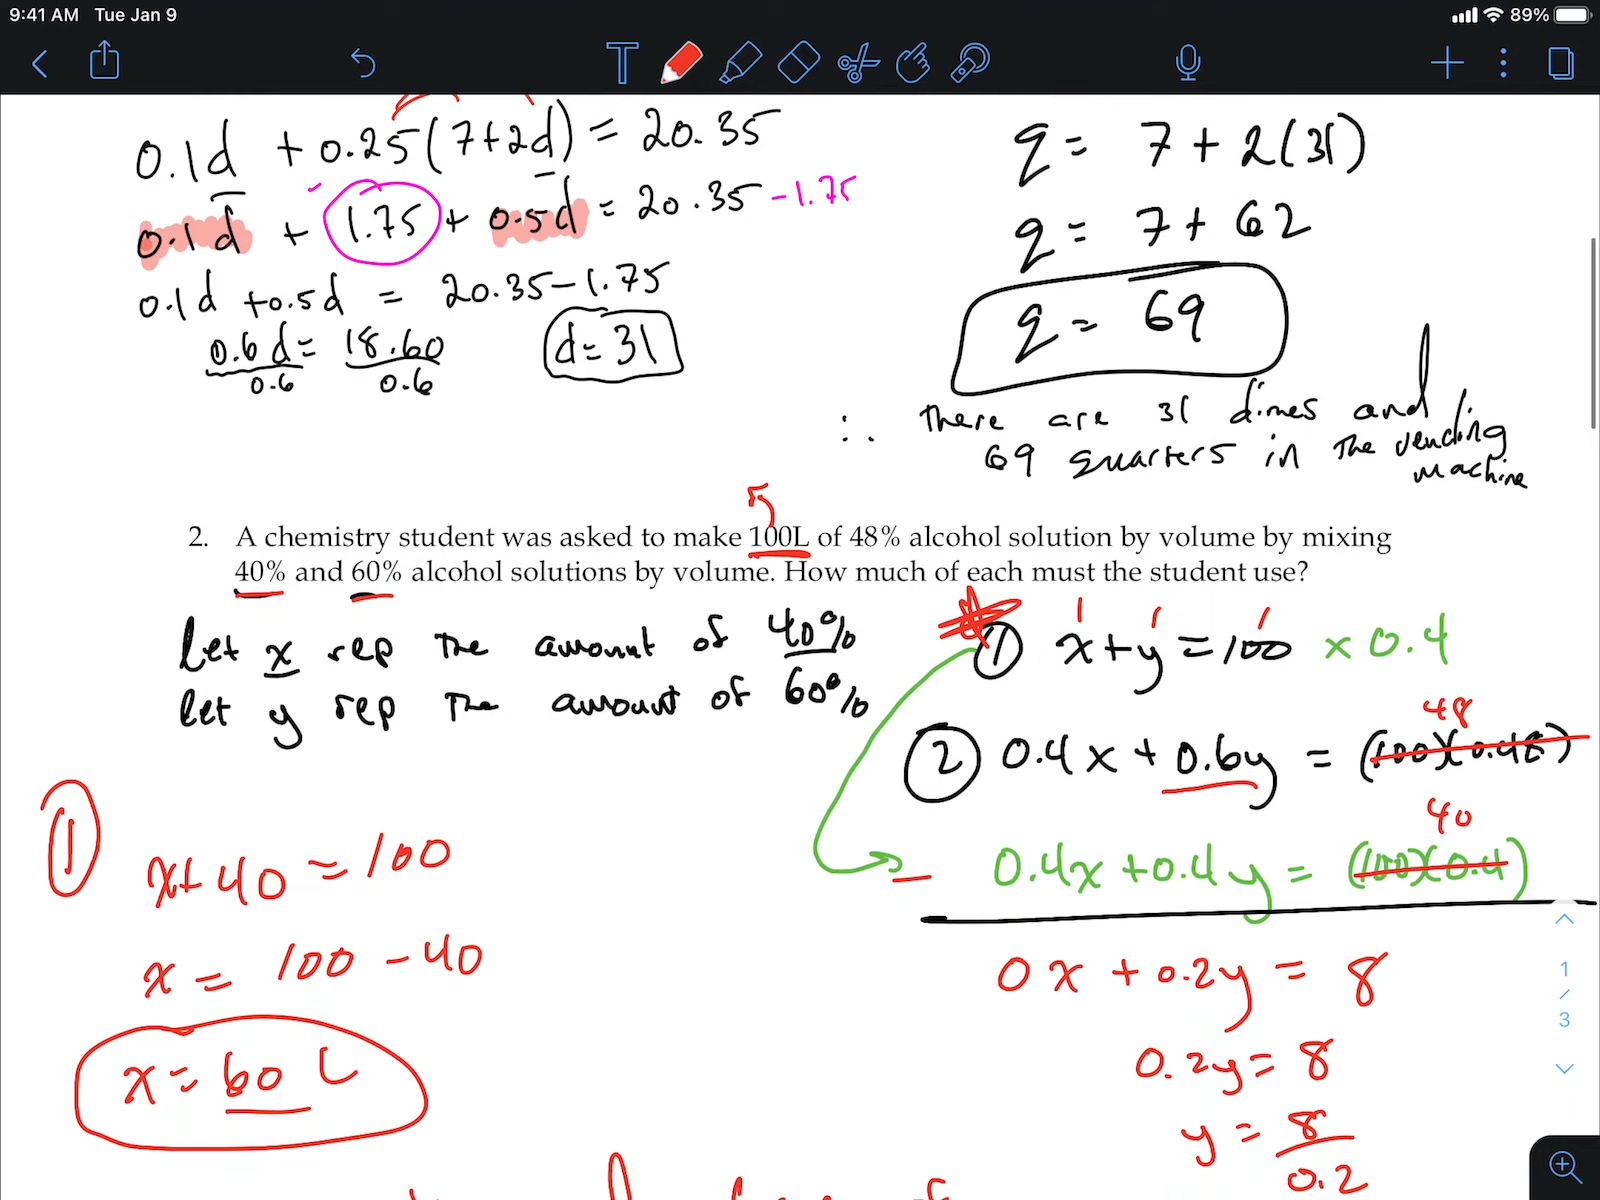 9:41 AM Tue Jan 9
89%
0.1d + 0.25(7+2d) = 20.35
0.1d + 1.75 + 0.5d = 20.35 -1.75
0.1d +0.5d = 20.35-1.75
0.6d = 18.60
0.6 0.6
d = 31
q = 7 + 2(31)
q = 7 + 62
q = 69
∴ There are 31 dimes and
69 quarters in the vending
machine
2. A chemistry student was asked to make 100L of 48% alcohol solution by volume by mixing
40% and 60% alcohol solutions by volume. How much of each must the student use?
Let x rep the amount of 40%
let y rep the amount of 60%
① x+y = 100 x 0.4
48
② 0.4x + 0.6y = (100)(0.48)
40
- 0.4x +0.4y = (100)(0.4)
0x + 0.2y = 8
0.2y = 8
y = 8
0.2
①
x+40 = 100
x = 100 - 40
x = 60 L
1
/
3